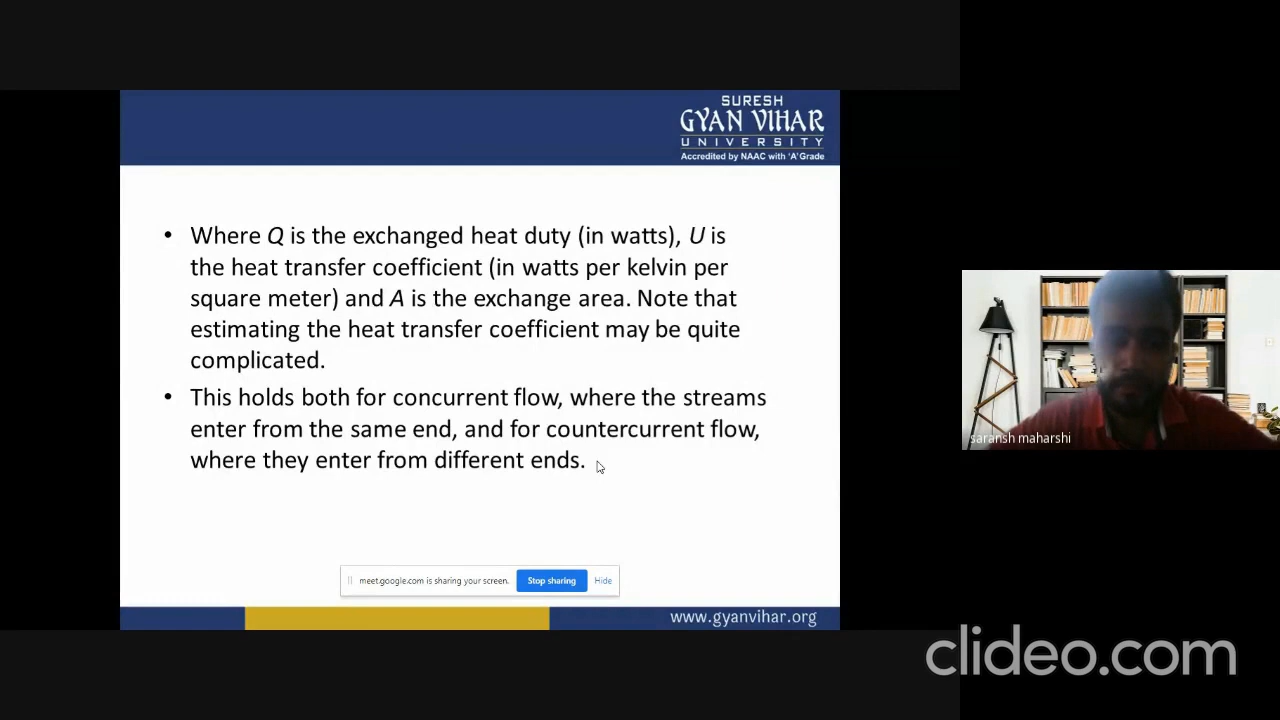 SURESH
GYAN VIHAR
UNIVERSITY
Accredited by NAAC with 'A' Grade
• Where Q is the exchanged heat duty (in watts), U is
the heat transfer coefficient (in watts per kelvin per
square meter) and A is the exchange area. Note that
estimating the heat transfer coefficient may be quite
complicated.
• This holds both for concurrent flow, where the streams
enter from the same end, and for countercurrent flow,
where they enter from different ends.
meet.google.com is sharing your screen. Stop sharing Hide
www.gyanvihar.org
saransh maharshi
clideo.com